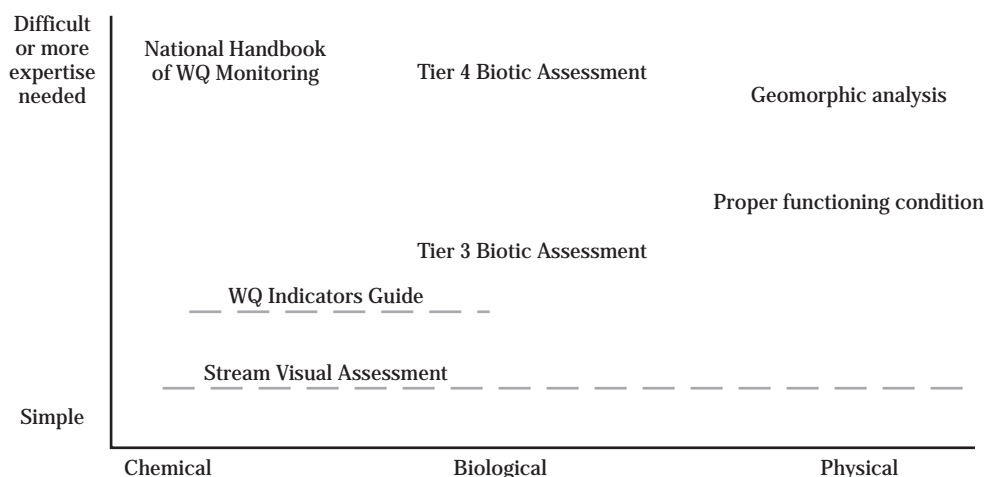 Difficult
or more
expertise
needed
National Handbook
of WQ Monitoring
Tier 4 Biotic Assessment
Geomorphic analysis
Proper functioning condition
Tier 3 Biotic Assessment
WQ Indicators Guide
Stream Visual Assessment
Simple
Chemical
Biological
Physical